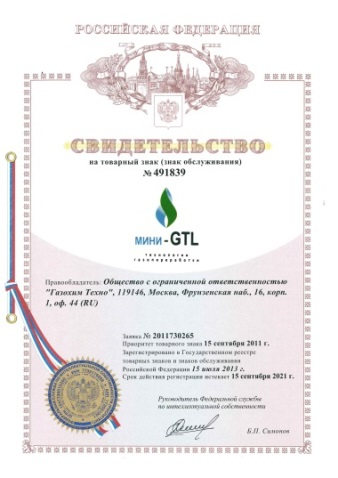 РОССИЙСКАЯ ФЕДЕРАЦИЯ
СВИДЕТЕЛЬСТВО
на товарный знак (знак обслуживания)
№ 491839
МИНИ-GTL
технологии
газопереработки
Правообладатель: Общество с ограниченной ответственностью
"Газохим Техно", 119146, Москва, Фрунзенская наб., 16, корп.
1, оф. 44 (RU)
Заявка № 2011730265
Приоритет товарного знака 15 сентября 2011 г.
Зарегистрировано в Государственном реестре
товарных знаков и знаков обслуживания
Российской Федерации 15 июля 2013 г.
Срок действия регистрации истекает 15 сентября 2021 г.
Руководитель Федеральной службы
по интеллектуальной собственности
Б.П. Симонов